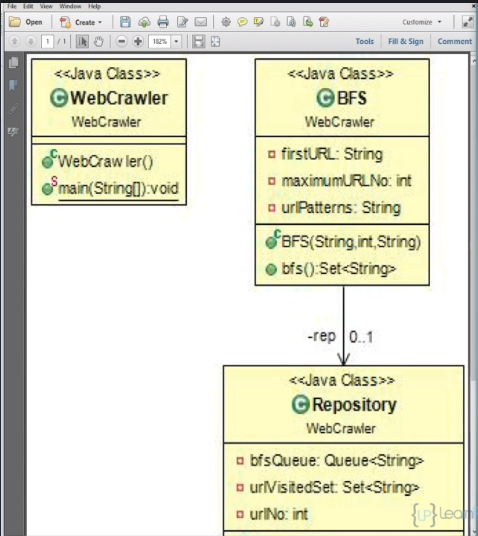 File Edit View Window Help
Open Create 
Customize
1 / 1 182%
Tools Fill & Sign Comment
<<Java Class>>
WebCrawler
WebCrawler
WebCrawler()
main(String[]):void
<<Java Class>>
BFS
WebCrawler
firstURL: String
maximumURLNo: int
urlPatterns: String
BFS(String,int,String)
bfs():Set<String>
-rep 0..1
<<Java Class>>
Repository
WebCrawler
bfsQueue: Queue<String>
urlVisitedSet: Set<String>
urlNo: int
{LP} Lear